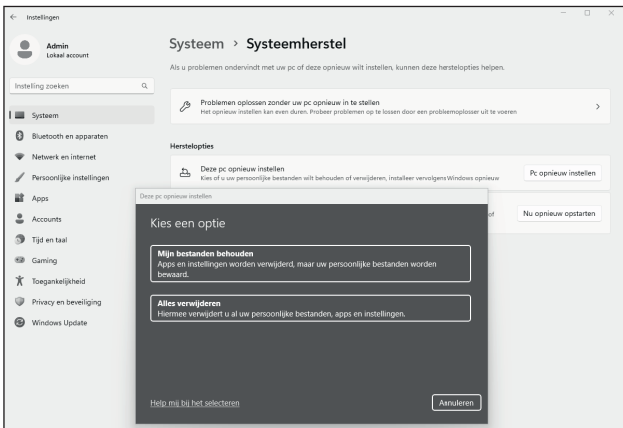 Instellingen
Admin
Lokaal account
Instelling zoeken
Systeem
Bluetooth en apparaten
Netwerk en internet
Persoonlijke instellingen
Apps
Accounts
Tijd en taal
Gaming
Toegankelijkheid
Privacy en beveiliging
Windows Update
Systeem > Systeemherstel
Als u problemen ondervindt met uw pc of deze opnieuw wilt instellen, kunnen deze herstelopties helpen.
Problemen oplossen zonder uw pc opnieuw in te stellen
Het opnieuw instellen kan even duren. Probeer problemen op te lossen door een probleemoplosser uit te voeren
Herstelopties
Deze pc opnieuw instellen
Kies of u uw persoonlijke bestanden wilt behouden of verwijderen, installeer vervolgens Windows opnieuw
Pc opnieuw instellen
of
Nu opnieuw opstarten
Deze pc opnieuw instellen
Kies een optie
Mijn bestanden behouden
Apps en instellingen worden verwijderd, maar uw persoonlijke bestanden worden
bewaard.
Alles verwijderen
Hiermee verwijdert u al uw persoonlijke bestanden, apps en instellingen.
Help mij bij het selecteren
Annuleren